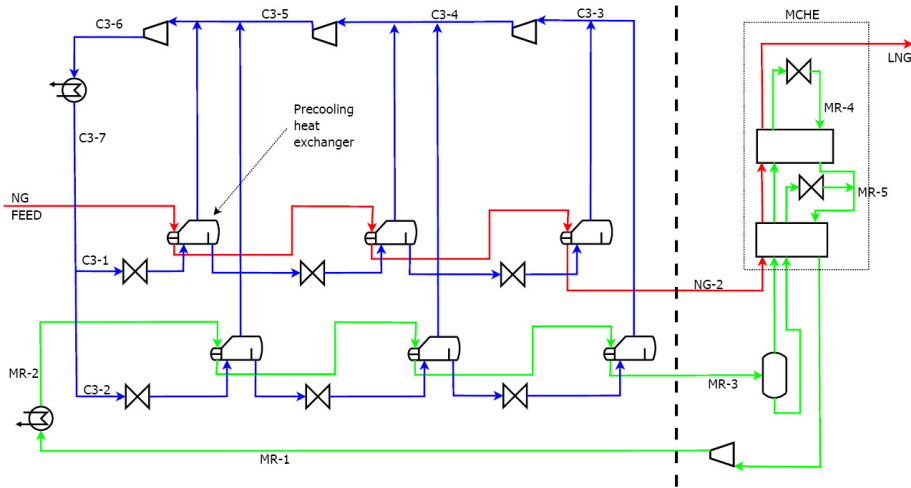 C3-6
C3-5
C3-4
C3-3
MCHE
LNG
MR-4
Precooling
heat
exchanger
C3-7
NG
FEED
MR-5
C3-1
NG-2
MR-2
C3-2
MR-3
MR-1